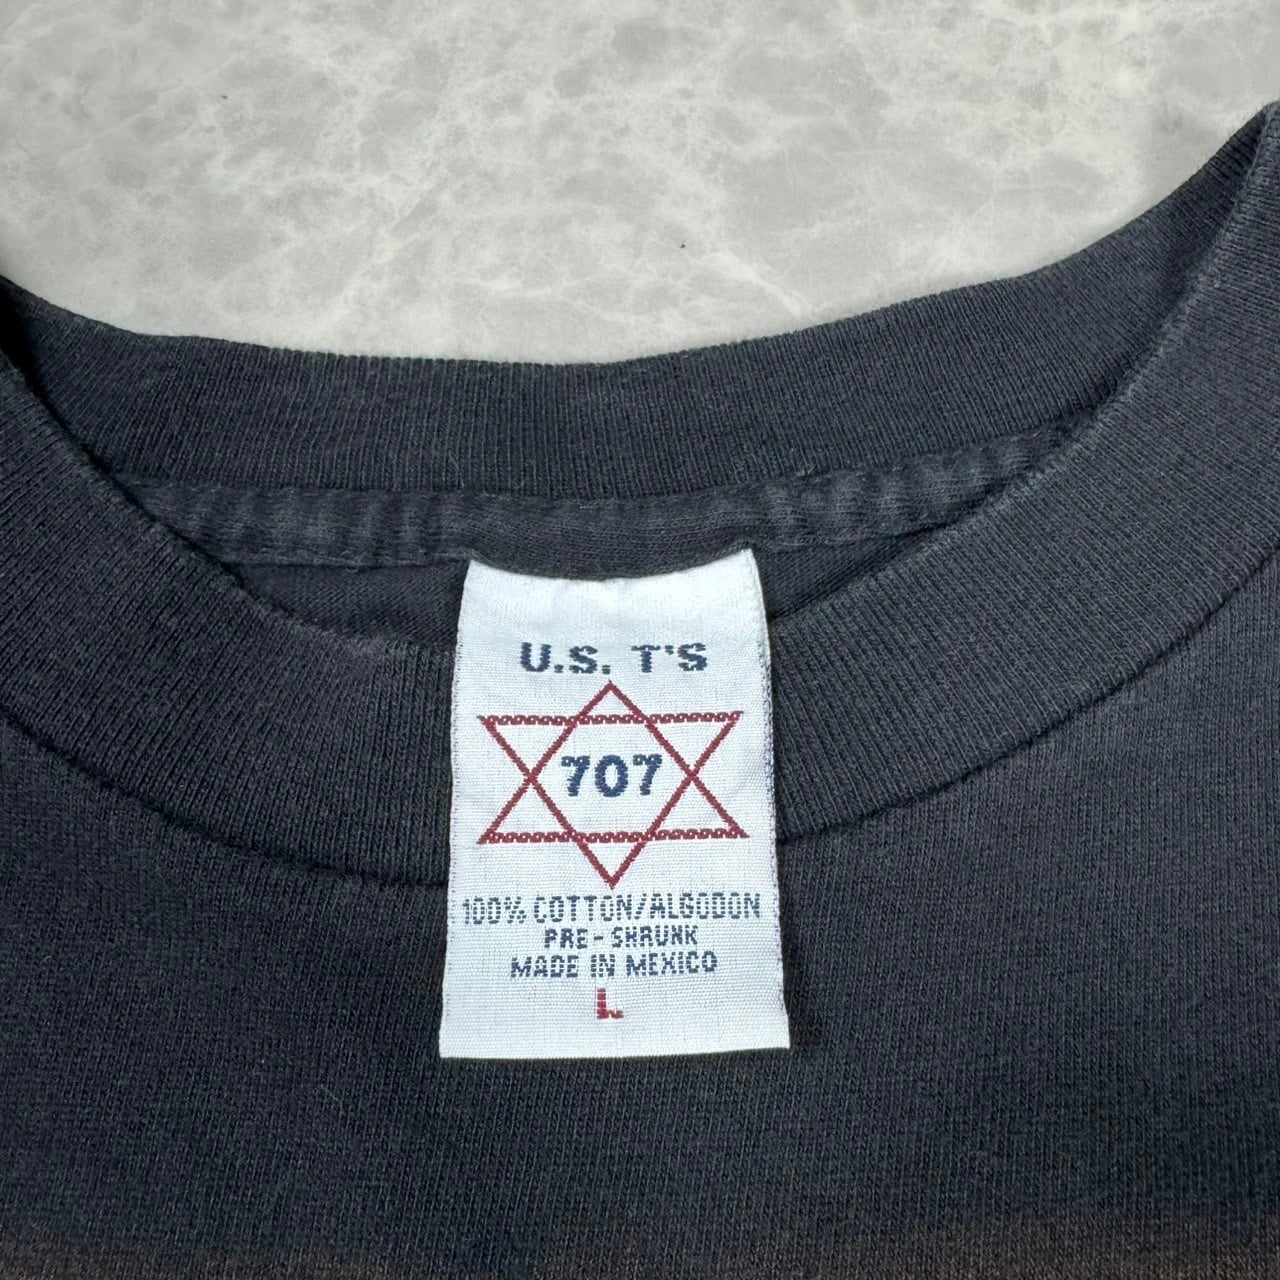 U.S. T'S
707
100% COTTON/ALGODON
PRE-SHRUNK
MADE IN MEXICO
L